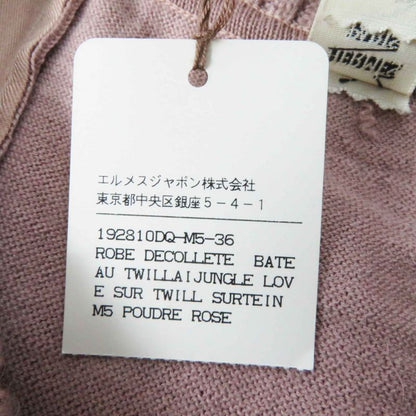 エルメスジャポン株式会社
東京都中央区銀座5-4-1
192810DQ-M5-36
ROBE DECOLLETE  BATE
AU TWILLAIJUNGLE LOV
E SUR TWILL SURTEIN
M5 POUDRE ROSE